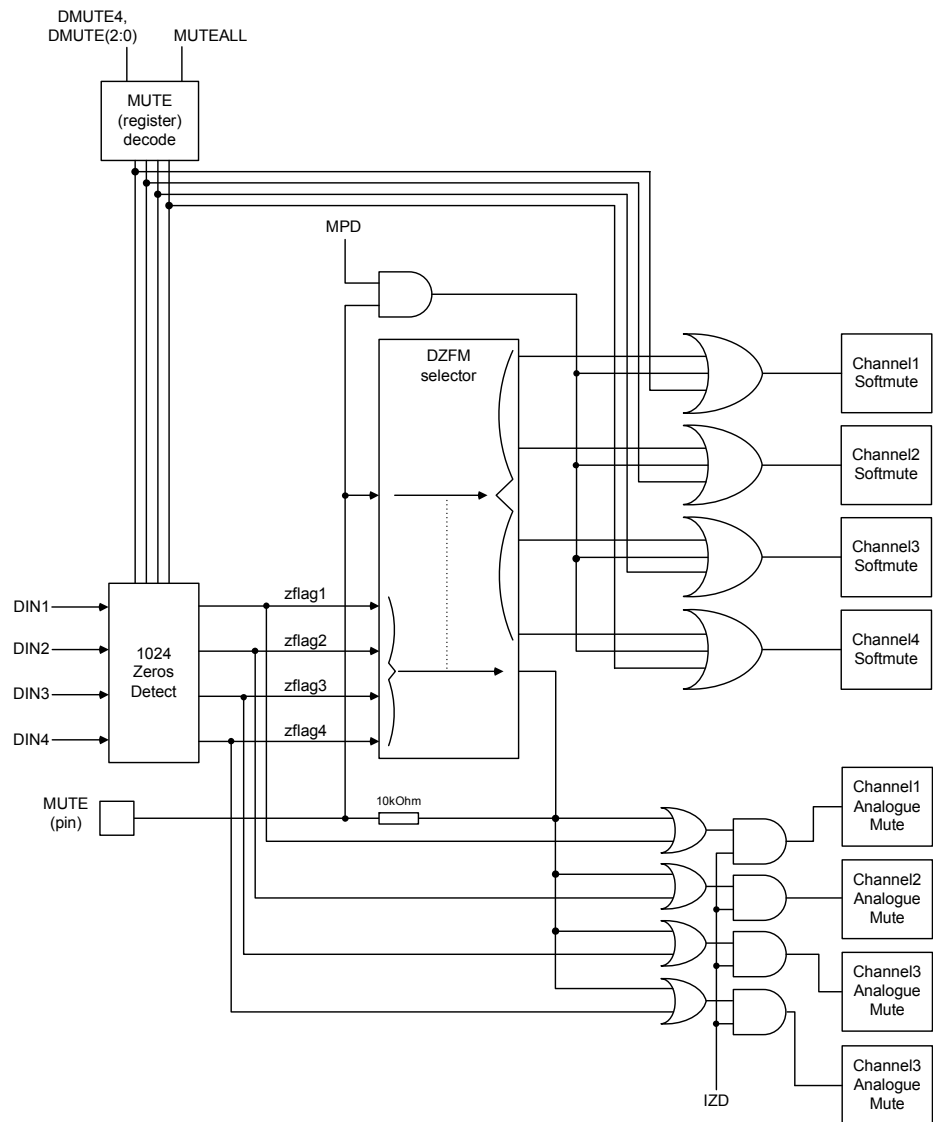 DMUTE4,
DMUTE(2:0)
MUTEALL
MUTE
(register)
decode
MPD
DZFM
selector
Channel1
Softmute
Channel2
Softmute
Channel3
Softmute
Channel4
Softmute
DIN1
DIN2
DIN3
DIN4
1024
Zeros
Detect
zflag1
zflag2
zflag3
zflag4
MUTE
(pin)
10kOhm
Channel1
Analogue
Mute
Channel2
Analogue
Mute
Channel3
Analogue
Mute
Channel3
Analogue
Mute
IZD